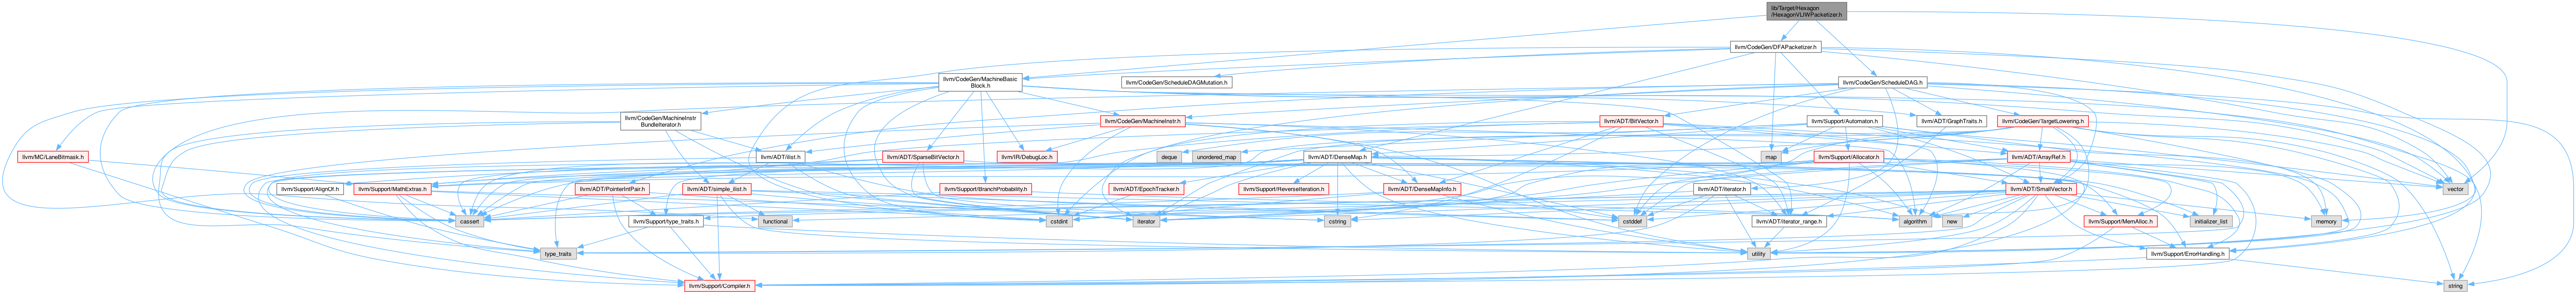 lib/Target/Hexagon
/HexagonVLIWPacketizer.h
llvm/CodeGen/DFAPacketizer.h
llvm/CodeGen/MachineBasic
Block.h
llvm/CodeGen/ScheduleDAGMutation.h
llvm/CodeGen/ScheduleDAG.h
llvm/CodeGen/MachineInstr
BundleIterator.h
llvm/CodeGen/MachineInstr.h
llvm/ADT/BitVector.h
llvm/Support/Automaton.h
llvm/ADT/GraphTraits.h
llvm/CodeGen/TargetLowering.h
llvm/MC/LaneBitmask.h
llvm/ADT/ilist.h
llvm/ADT/SparseBitVector.h
llvm/IR/DebugLoc.h
deque
unordered_map
llvm/ADT/DenseMap.h
map
llvm/Support/Allocator.h
llvm/ADT/ArrayRef.h
llvm/Support/AlignOf.h
llvm/Support/MathExtras.h
llvm/ADT/PointerIntPair.h
llvm/ADT/simple_ilist.h
llvm/Support/BranchProbability.h
llvm/ADT/EpochTracker.h
llvm/Support/ReverseIteration.h
llvm/ADT/DenseMapInfo.h
llvm/ADT/iterator.h
llvm/ADT/SmallVector.h
vector
cassert
llvm/Support/type_traits.h
functional
cstdint
iterator
cstring
cstddef
llvm/ADT/iterator_range.h
algorithm
new
llvm/Support/MemAlloc.h
initializer_list
memory
type_traits
utility
llvm/Support/ErrorHandling.h
llvm/Support/Compiler.h
string